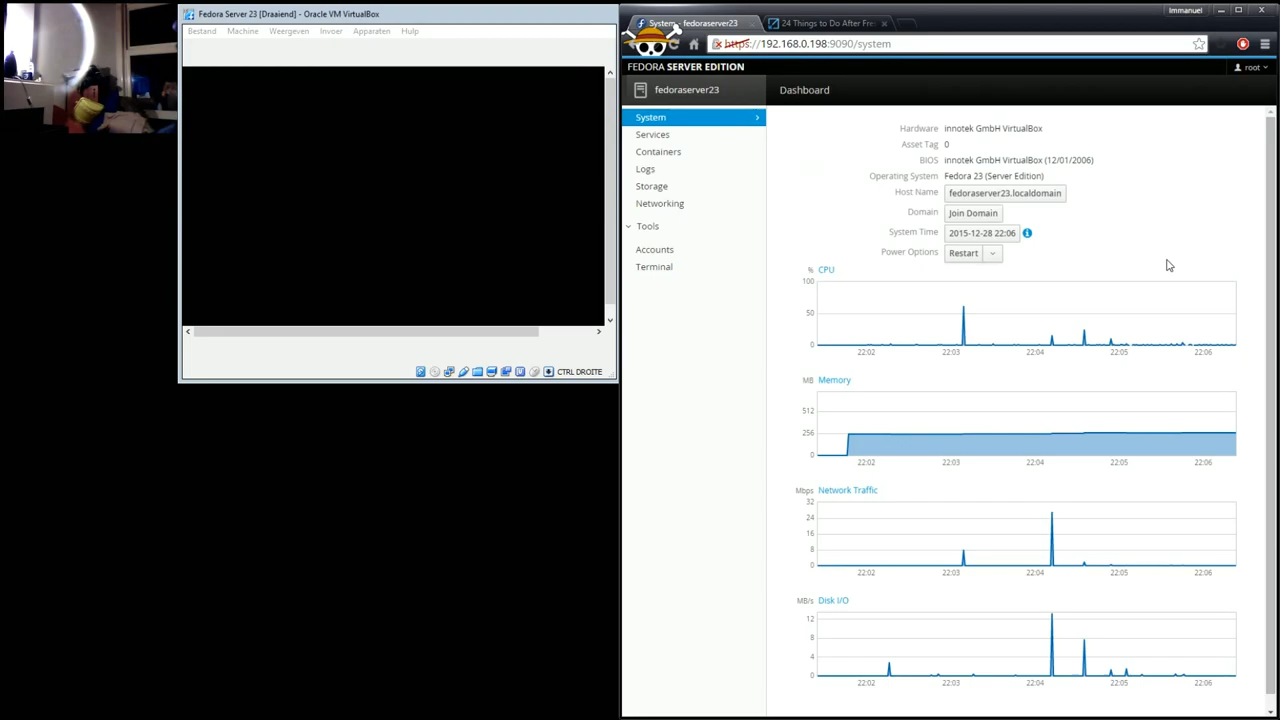 Fedora Server 23 [Draaiend] - Oracle VM VirtualBox
Bestand Machine Weergeven Invoer Apparaten Hulp
CTRL DROITE
Immanuel
System - fedoraserver23
24 Things to Do After Fre
https://192.168.0.198:9090/system
FEDORA SERVER EDITION
root
fedoraserver23
Dashboard
System
Services
Containers
Logs
Storage
Networking
Tools
Accounts
Terminal
Hardware innotek GmbH VirtualBox
Asset Tag 0
BIOS innotek GmbH VirtualBox (12/01/2006)
Operating System Fedora 23 (Server Edition)
Host Name fedoraserver23.localdomain
Domain Join Domain
System Time 2015-12-28 22:06
Power Options Restart
% CPU
100
50
0
22:02 22:03 22:04 22:05 22:06
MB Memory
512
256
0
22:02 22:03 22:04 22:05 22:06
Mbps Network Traffic
32
24
16
8
0
22:02 22:03 22:04 22:05 22:06
MB/s Disk I/O
12
8
4
0
22:02 22:03 22:04 22:05 22:06